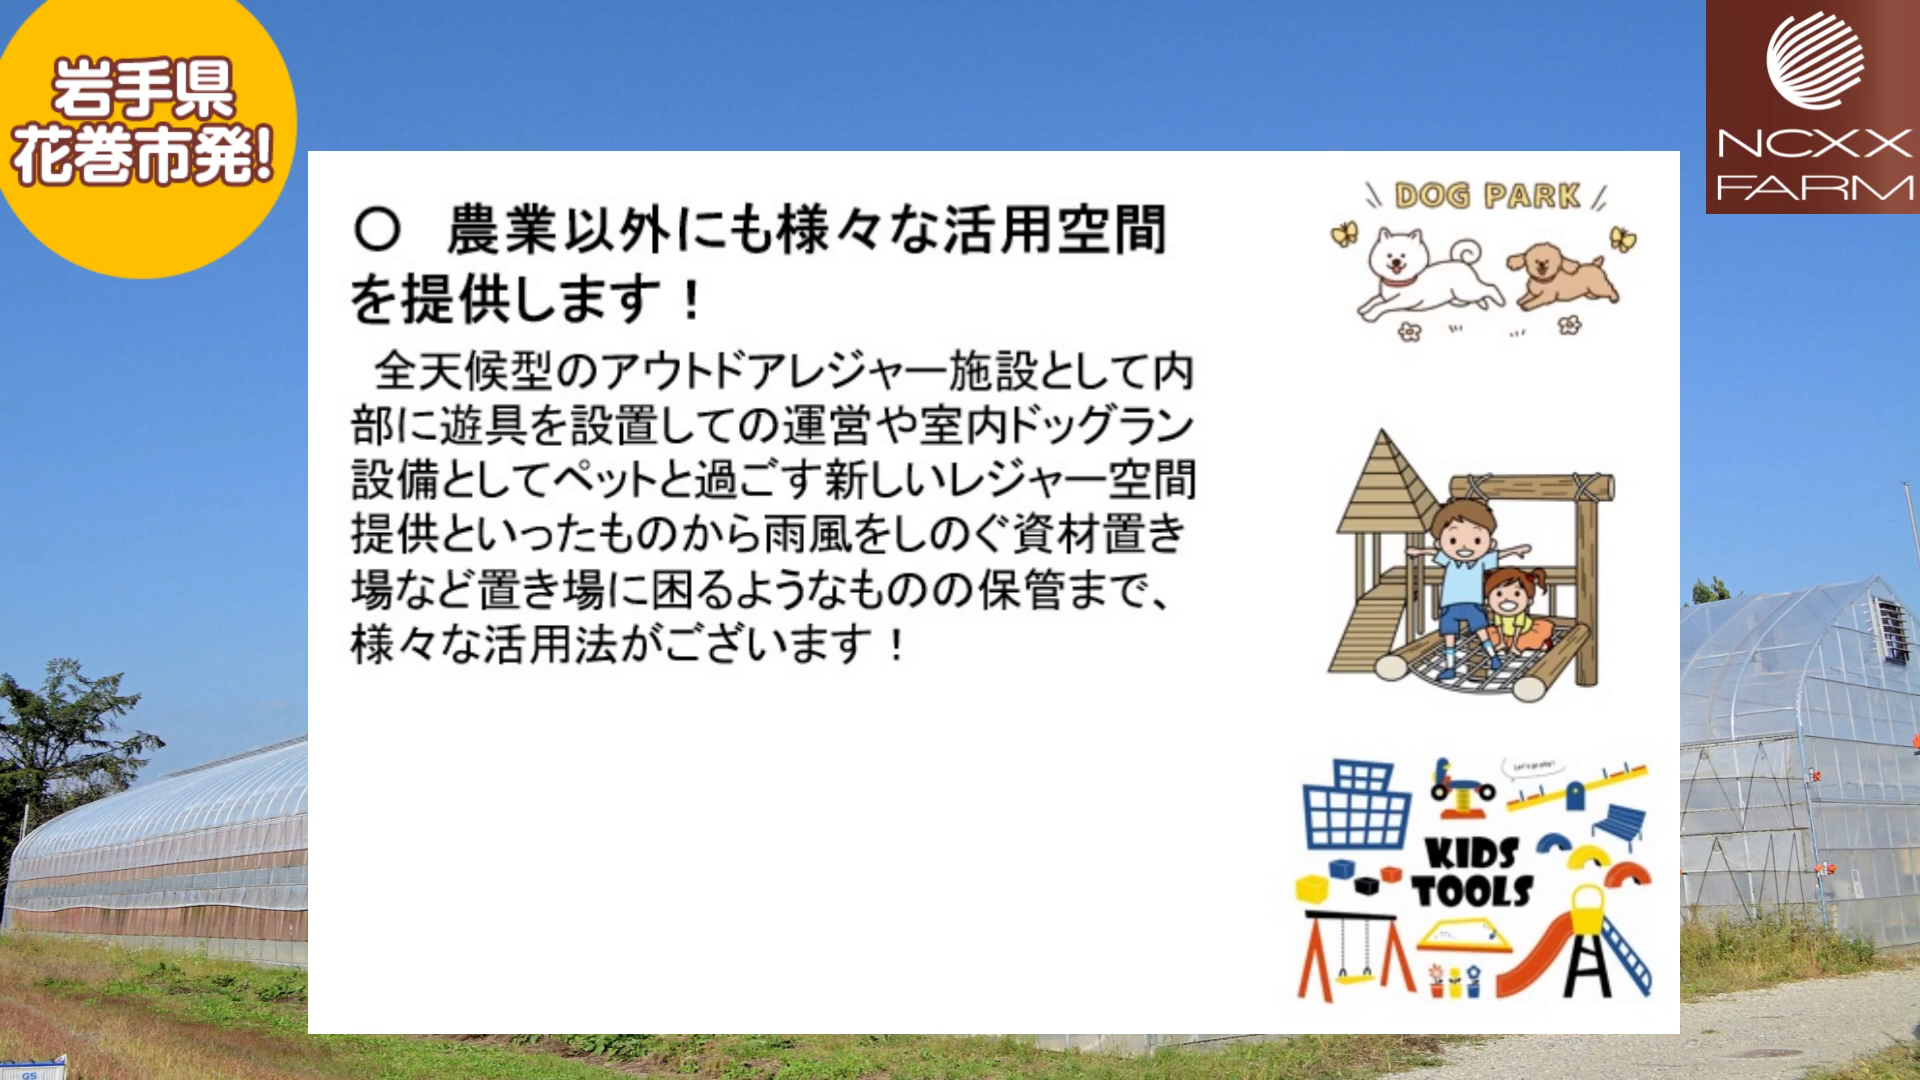 岩手県
花巻市発!
NCXX
FARM
〇　農業以外にも様々な活用空間
を提供します！
全天候型のアウトドアレジャー施設として内
部に遊具を設置しての運営や室内ドッグラン
設備としてペットと過ごす新しいレジャー空間
提供といったものから雨風をしのぐ資材置き
場など置き場に困るようなものの保管まで、
様々な活用法がございます！
DOG PARK
Let's go play!
KIDS
TOOLS
GS